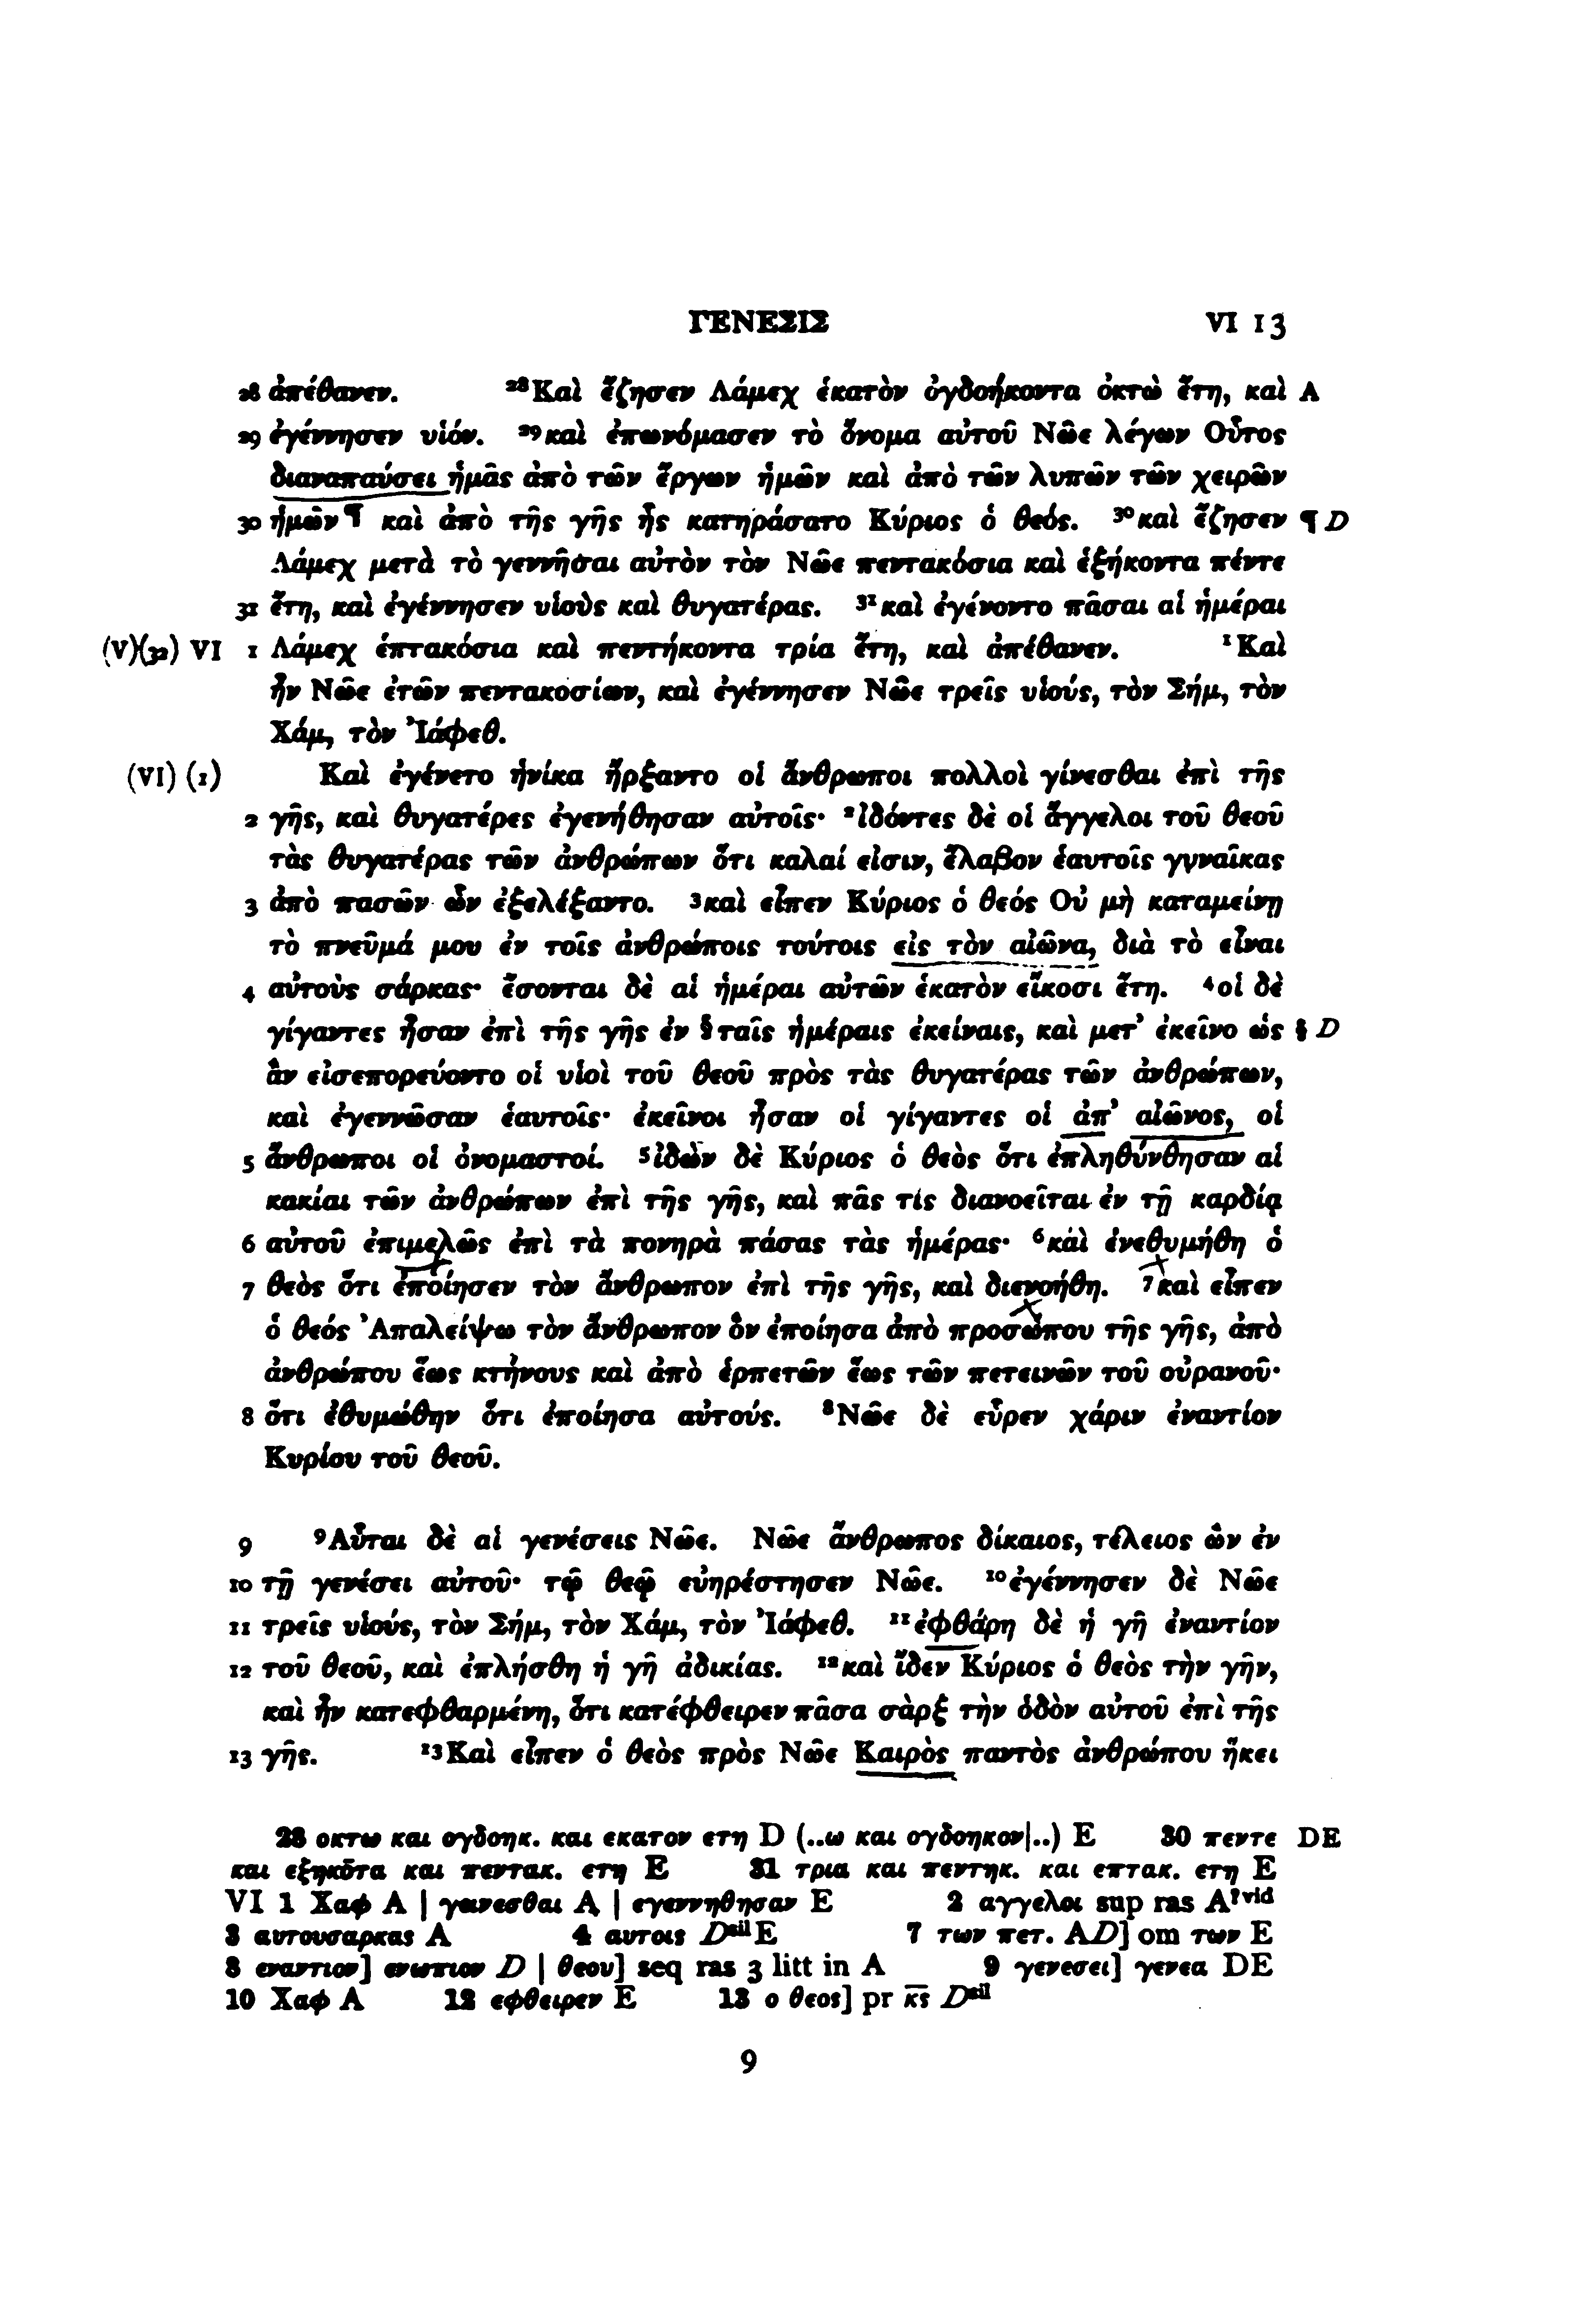 ΓΕΝΕΣΙΣ VI 13
28 ἀπέθανεν. ²⁸Καὶ ἔζησεν Λάμεχ ἑκατὸν ὀγδοήκοντα ὀκτὼ ἔτη, καὶ A
29 ἐγέννησεν υἱόν. ²⁹καὶ ἐπωνόμασεν τὸ ὄνομα αὐτοῦ Νῶε λέγων Οὗτος
διαναπαύσει ἡμᾶς ἀπὸ τῶν ἔργων ἡμῶν καὶ ἀπὸ τῶν λυπῶν τῶν χειρῶν
30 ἡμῶν¶ καὶ ἀπὸ τῆς γῆς ἧς κατηράσατο Κύριος ὁ θεός. ³⁰καὶ ἔζησεν ¶ D
Λάμεχ μετὰ τὸ γεννῆσαι αὐτὸν τὸν Νῶε πεντακόσια καὶ ἑξήκοντα πέντε
31 ἔτη, καὶ ἐγέννησεν υἱοὺς καὶ θυγατέρας. ³¹καὶ ἐγένοντο πᾶσαι αἱ ἡμέραι
(V)(32) VI 1 Λάμεχ ἑπτακόσια καὶ πεντήκοντα τρία ἔτη, καὶ ἀπέθανεν. ¹Καὶ
ἦν Νῶε ἐτῶν πεντακοσίων, καὶ ἐγέννησεν Νῶε τρεῖς υἱούς, τὸν Σήμ, τὸν
Χάμ, τὸν Ἰάφεθ.
(VI) (1) Καὶ ἐγένετο ἡνίκα ἤρξαντο οἱ ἄνθρωποι πολλοὶ γίνεσθαι ἐπὶ τῆς
2 γῆς, καὶ θυγατέρες ἐγενήθησαν αὐτοῖς· ²ἰδόντες δὲ οἱ ἄγγελοι τοῦ θεοῦ
τὰς θυγατέρας τῶν ἀνθρώπων ὅτι καλαί εἰσιν, ἔλαβον ἑαυτοῖς γυναῖκας
3 ἀπὸ πασῶν ὧν ἐξελέξαντο. ³καὶ εἶπεν Κύριος ὁ θεός Οὐ μὴ καταμείνῃ
τὸ πνεῦμά μου ἐν τοῖς ἀνθρώποις τούτοις εἰς τὸν αἰῶνα, διὰ τὸ εἶναι
4 αὐτοὺς σάρκας· ἔσονται δὲ αἱ ἡμέραι αὐτῶν ἑκατὸν εἴκοσι ἔτη. ⁴οἱ δὲ
γίγαντες ἦσαν ἐπὶ τῆς γῆς ἐν §ταῖς ἡμέραις ἐκείναις, καὶ μετ’ ἐκεῖνο ὡς § D
ἂν εἰσεπορεύοντο οἱ υἱοὶ τοῦ θεοῦ πρὸς τὰς θυγατέρας τῶν ἀνθρώπων,
καὶ ἐγεννῶσαν ἑαυτοῖς· ἐκεῖνοι ἦσαν οἱ γίγαντες οἱ ἀπ’ αἰῶνος, οἱ
5 ἄνθρωποι οἱ ὀνομαστοί. ⁵ἰδὼν δὲ Κύριος ὁ θεὸς ὅτι ἐπληθύνθησαν αἱ
κακίαι τῶν ἀνθρώπων ἐπὶ τῆς γῆς, καὶ πᾶς τις διανοεῖται ἐν τῇ καρδίᾳ
6 αὐτοῦ ἐπιμελῶς ἐπὶ τὰ πονηρὰ πάσας τὰς ἡμέρας· ⁶καὶ ἐνεθυμήθη ὁ
7 θεὸς ὅτι ἐποίησεν τὸν ἄνθρωπον ἐπὶ τῆς γῆς, καὶ διενοήθη. ⁷καὶ εἶπεν
ὁ θεός Ἀπαλείψω τὸν ἄνθρωπον ὃν ἐποίησα ἀπὸ προσώπου τῆς γῆς, ἀπὸ
ἀνθρώπου ἕως κτήνους καὶ ἀπὸ ἑρπετῶν ἕως τῶν πετεινῶν τοῦ οὐρανοῦ·
8 ὅτι ἐθυμώθην ὅτι ἐποίησα αὐτούς. ⁸Νῶε δὲ εὗρεν χάριν ἐναντίον
Κυρίου τοῦ θεοῦ.
9 ⁹Αὗται δὲ αἱ γενέσεις Νῶε. Νῶε ἄνθρωπος δίκαιος, τέλειος ὢν ἐν
10 τῇ γενέσει αὐτοῦ· τῷ θεῷ εὐηρέστησεν Νῶε. ¹⁰ἐγέννησεν δὲ Νῶε
11 τρεῖς υἱούς, τὸν Σήμ, τὸν Χάμ, τὸν Ἰάφεθ. ¹¹ἐφθάρη δὲ ἡ γῆ ἐναντίον
12 τοῦ θεοῦ, καὶ ἐπλήσθη ἡ γῆ ἀδικίας. ¹²καὶ ἴδεν Κύριος ὁ θεὸς τὴν γῆν,
καὶ ἦν κατεφθαρμένη, ὅτι κατέφθειρεν πᾶσα σὰρξ τὴν ὁδὸν αὐτοῦ ἐπὶ τῆς
13 γῆς. ¹³Καὶ εἶπεν ὁ θεὸς πρὸς Νῶε Καιρὸς παντὸς ἀνθρώπου ἥκει
28 οκτω και ογδοηκ. και εκατον ετη D (..ω και ογδοηκον|..) E 30 πεντε DE
και εξηκοτα και πεντακ. ετη E 31 τρια και πεντηκ. και επτακ. ετη E
VI 1 Χαφ A | γεινεσθαι A | εγεννηθησαν E 2 αγγελοι sup ras A?vid
3 αυτουσαρκας A 4 αυτοις Dsil E 7 των πετ. AD] om των E
8 εναντιον] ενωπιον D | θεου] seq ras 3 litt in A 9 γενεσει] γενεα DE
10 Χαφ A 12 εφθειρεν E 13 ο θεος] pr κ̅ς̅ Dsil
9